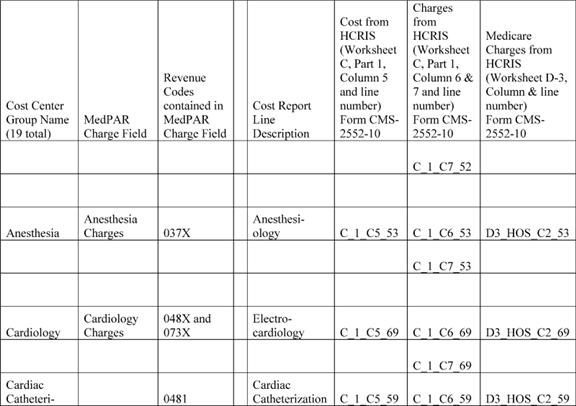 Cost Center
Group Name
(19 total)
MedPAR
Charge Field
Revenue
Codes
contained in
MedPAR
Charge Field
Cost Report
Line
Description
Cost from
HCRIS
(Worksheet
C, Part 1,
Column 5
and line
number)
Form CMS-
2552-10
Charges
from
HCRIS
(Worksheet
C, Part 1,
Column 6 &
7 and line
number)
Form CMS-
2552-10
Medicare
Charges from
HCRIS
(Worksheet D-3,
Column & line
number)
Form CMS-
2552-10
C_1_C7_52
Anesthesia
Anesthesia
Charges
037X
Anesthesi-
ology
C_1_C5_53
C_1_C6_53
D3_HOS_C2_53
C_1_C7_53
Cardiology
Cardiology
Charges
048X and
073X
Electro-
cardiology
C_1_C5_69
C_1_C6_69
D3_HOS_C2_69
C_1_C7_69
Cardiac
Catheteri-
0481
Cardiac
Catheterization
C_1_C5_59
C_1_C6_59
D3_HOS_C2_59